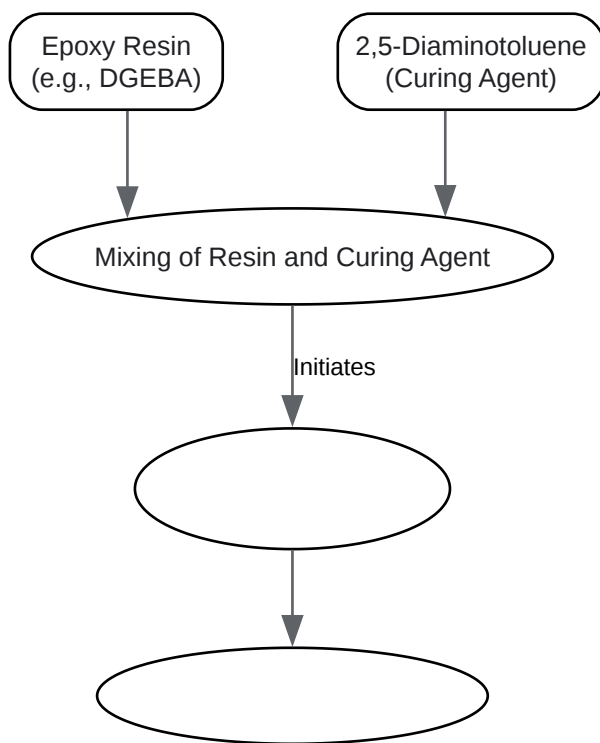 Epoxy Resin
(e.g., DGEBA)
2,5-Diaminotoluene
(Curing Agent)
Mixing of Resin and Curing Agent
Initiates